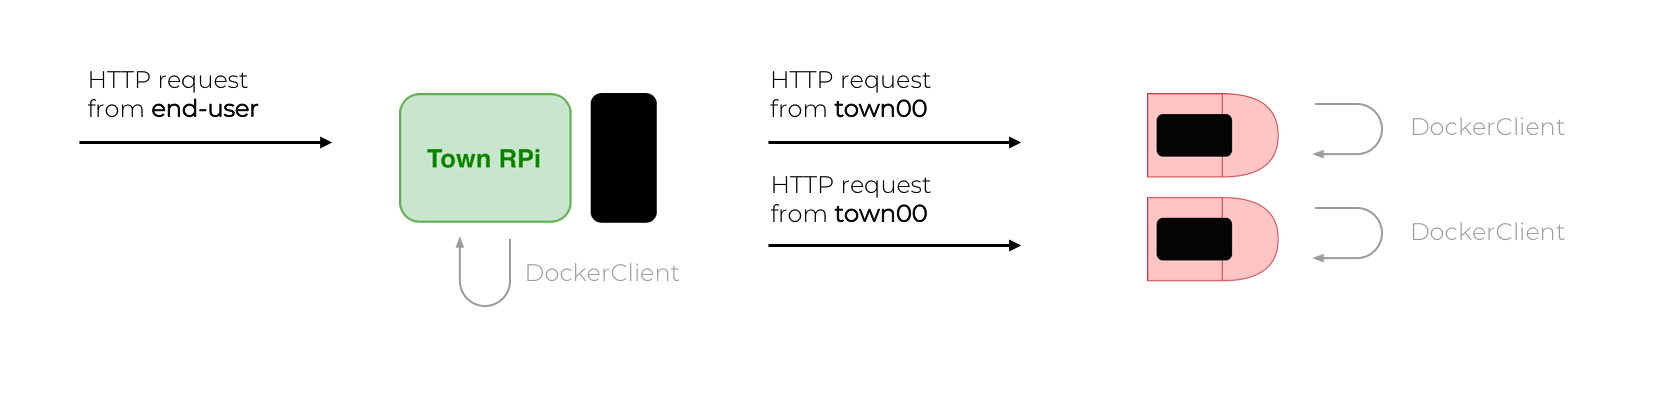 HTTP request
from end-user
Town RPi
DockerClient
HTTP request
from town00
HTTP request
from town00
DockerClient
DockerClient